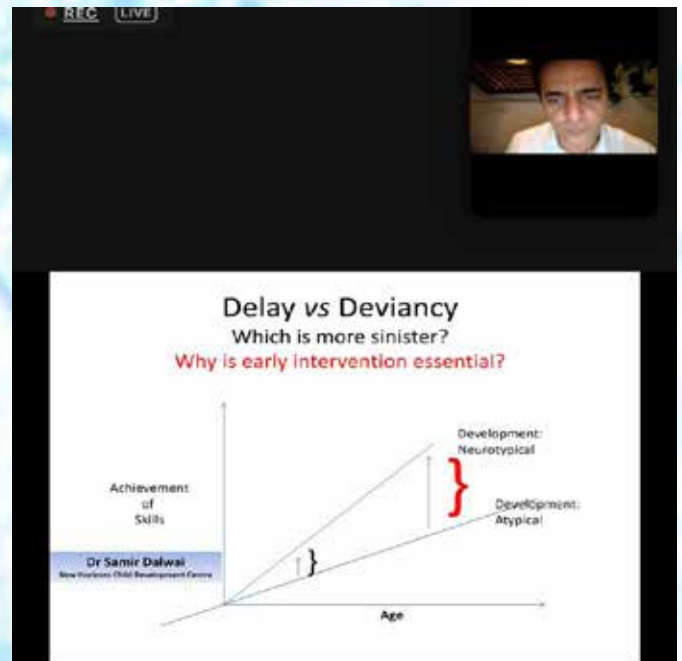 REC LIVE
Delay vs Deviancy
Which is more sinister?
Why is early intervention essential?
Development:
Neurotypical
Achievement
of
Skills
Development:
Atypical
Dr Samir Dalwai
New Horizons Child Development Centre
Age